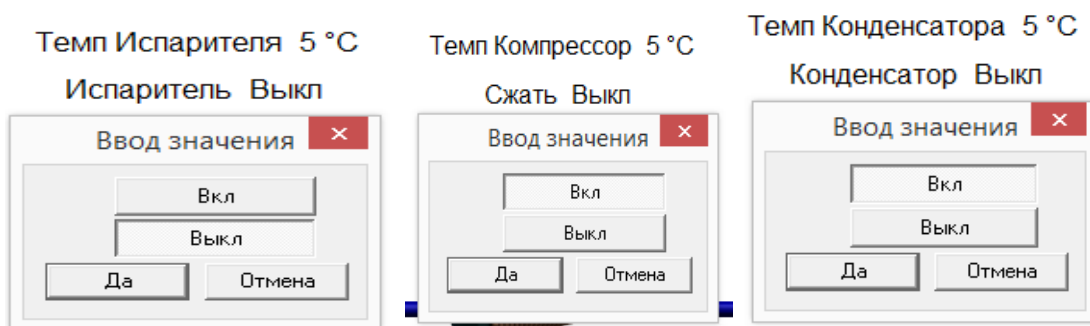 Темп Испарителя 5 °C
Испаритель Выкл
Ввод значения
Вкл
Выкл
Да Отмена
Темп Компрессор 5 °C
Сжать Выкл
Ввод значения
Вкл
Выкл
Да Отмена
Темп Конденсатора 5 °C
Конденсатор Выкл
Ввод значения
Вкл
Выкл
Да Отмена